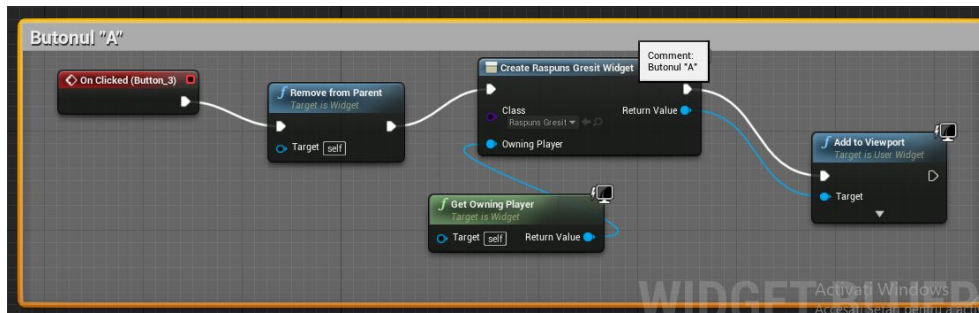 Butonul "A"
On Clicked (Button_3)
f Remove from Parent
Target is Widget
Target self
Create Raspuns Gresit Widget
Class
Raspuns Gresit
Return Value
Owning Player
Comment:
Butonul "A"
f Get Owning Player
Target is Widget
Target self Return Value
f Add to Viewport
Target is User Widget
Target
Activați Windows